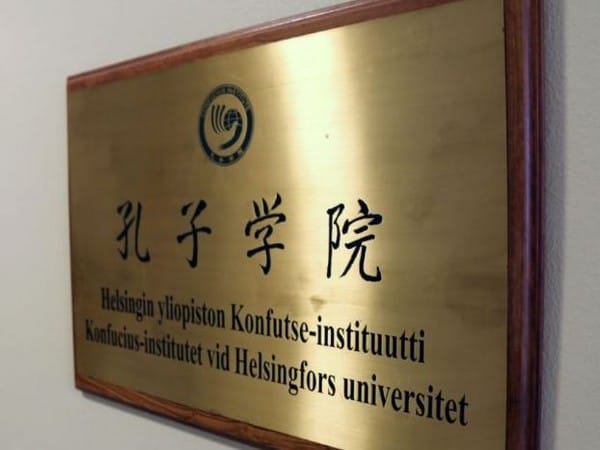 孔子学院
Helsingin yliopiston Konfutse-instituutti
Konfucius-institutet vid Helsingfors universitet